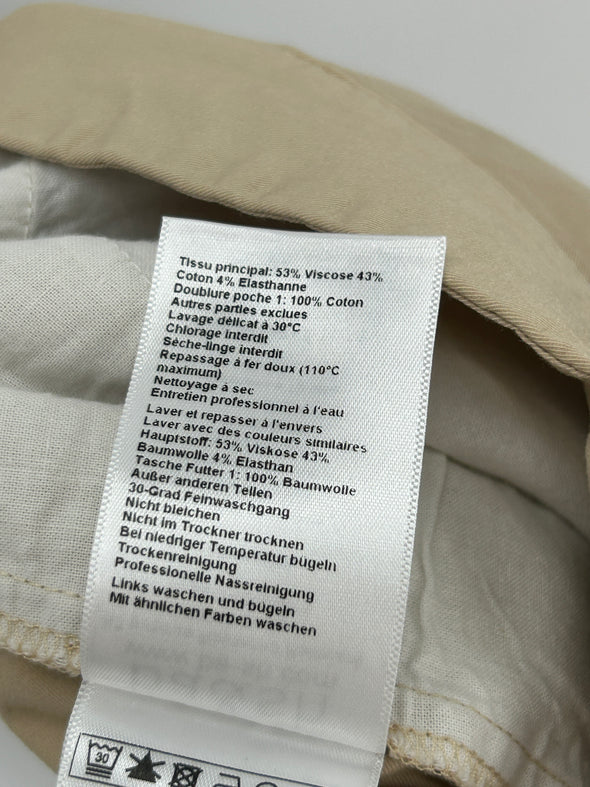 Tissu principal: 53% Viscose 43%
Coton 4% Elasthanne
Doublure poche 1: 100% Coton
Autres parties exclues
Lavage délicat à 30°C
Chlorage interdit
Sèche-linge interdit
Repassage à fer doux (110°C
maximum)
Nettoyage à sec
Entretien professionnel à l'eau
Laver et repasser à l'envers
Laver avec des couleurs similaires
Hauptstoff: 53% Viskose 43%
Baumwolle 4% Elasthan
Tasche Futter 1: 100% Baumwolle
Außer anderen Teilen
30-Grad Feinwaschgang
Nicht bleichen
Nicht im Trockner trocknen
Bei niedriger Temperatur bügeln
Trockenreinigung
Professionelle Nassreinigung
Links waschen und bügeln
Mit ähnlichen Farben waschen
30